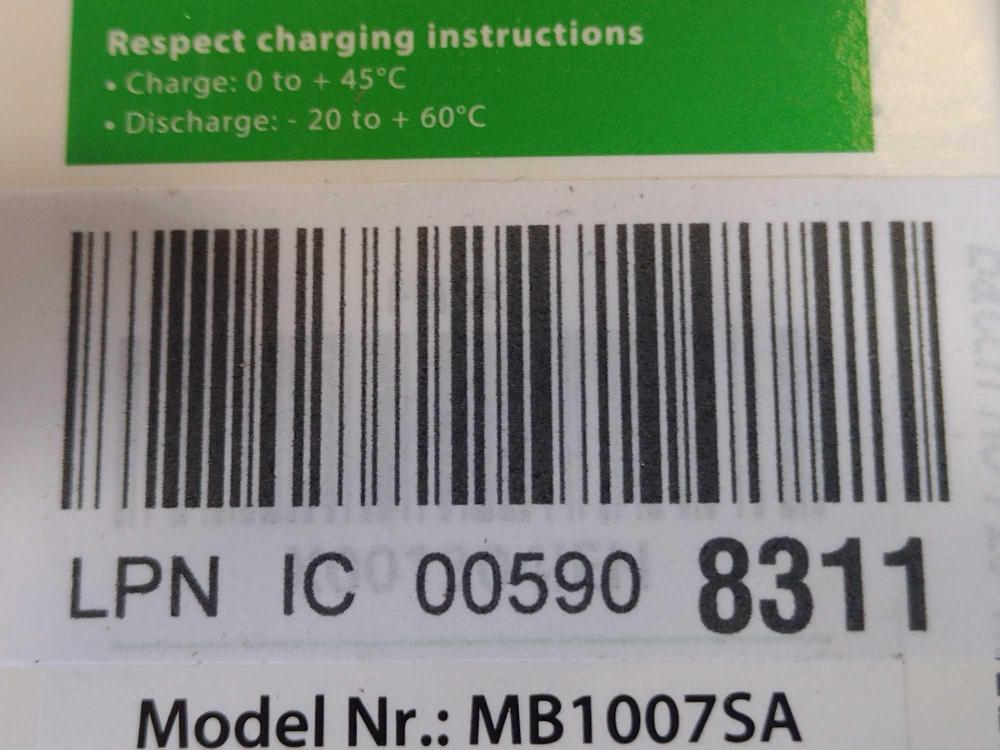 Respect charging instructions
• Charge: 0 to + 45°C
• Discharge: - 20 to + 60°C
LPN IC 00590 8311
Model Nr.: MB1007SA